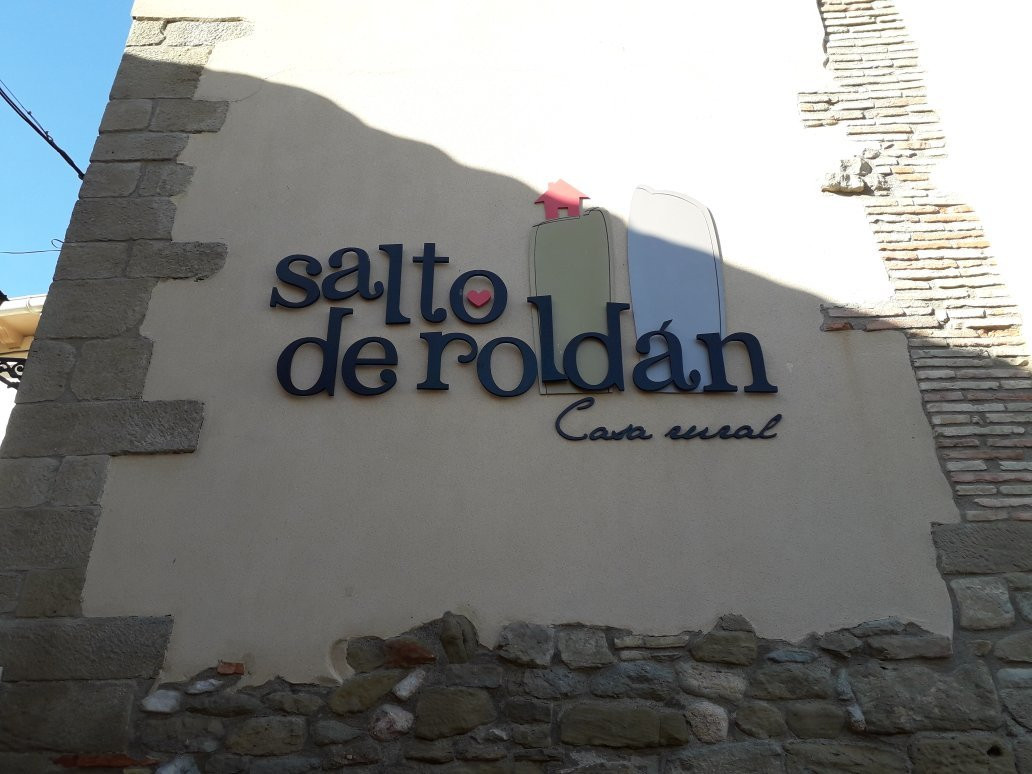 salto
de roldán
Casa rural